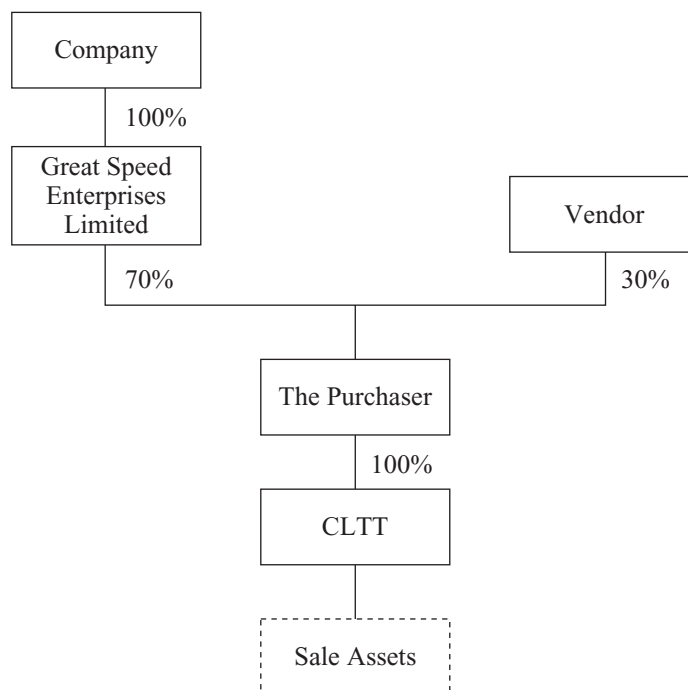 Company
100%
Great Speed
Enterprises
Limited
Vendor
70%
30%
The Purchaser
100%
CLTT
Sale Assets